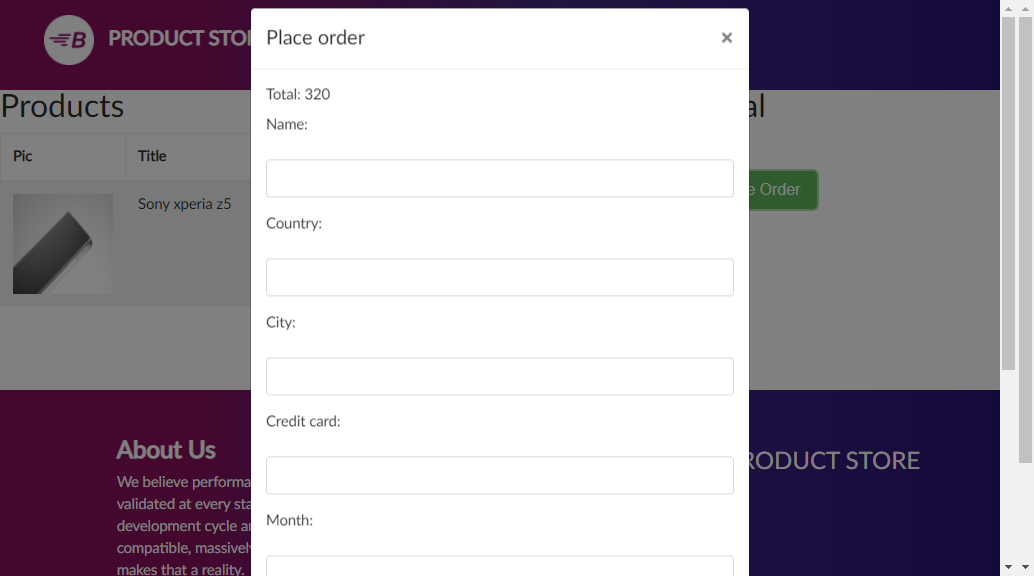 B PRODUCT STO
Place order
×
Total: 320
Name:
Country:
City:
Credit card:
Month:
Products
Pic
Title
Sony xperia z5
al
e Order
About Us
We believe performa
validated at every sta
development cycle a
compatible, massivel
makes that a reality.
RODUCT STORE